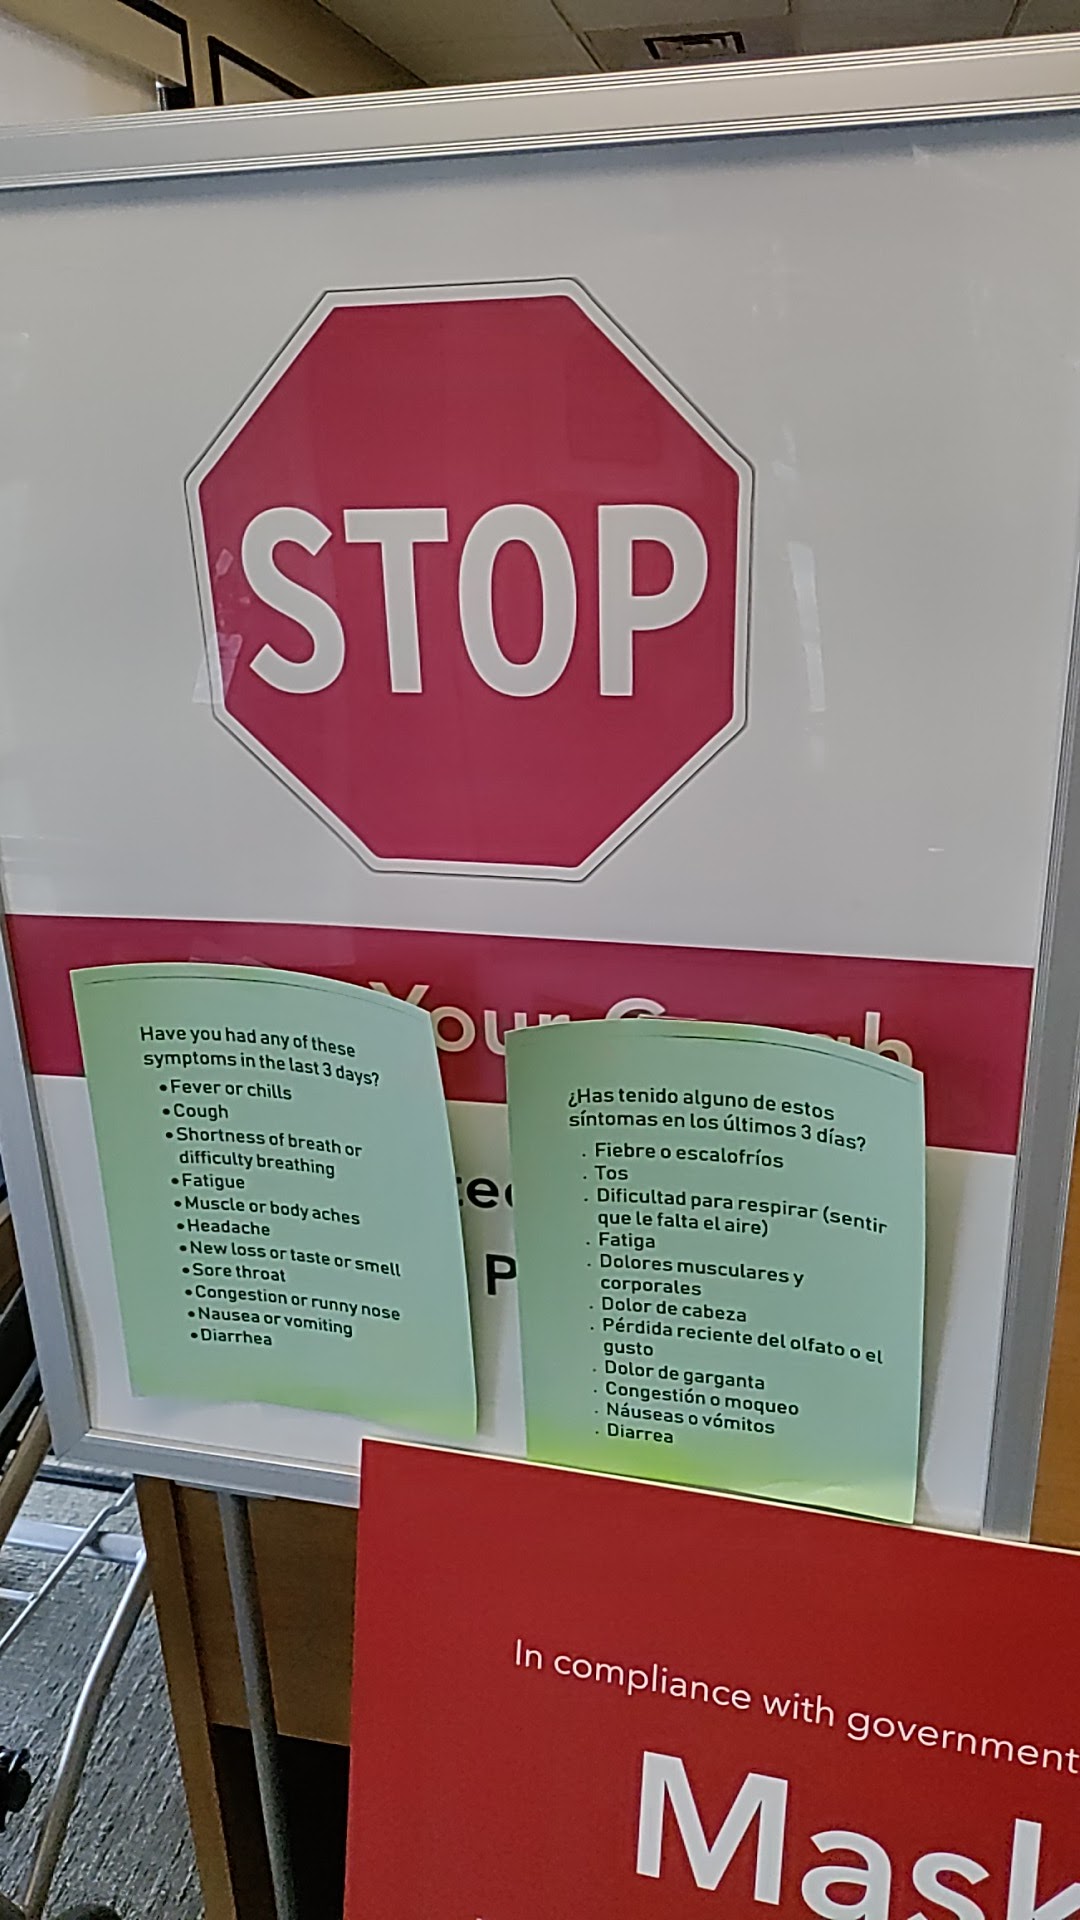 STOP
Your
Have you had any of these
symptoms in the last 3 days?
•Fever or chills
•Cough
•Shortness of breath or
difficulty breathing
•Fatigue
•Muscle or body aches
•Headache
•New loss or taste or smell
•Sore throat
•Congestion or runny nose
•Nausea or vomiting
•Diarrhea
¿Has tenido alguno de estos
síntomas en los últimos 3 días?
. Fiebre o escalofríos
. Tos
. Dificultad para respirar (sentir
que le falta el aire)
. Fatiga
. Dolores musculares y
corporales
. Dolor de cabeza
. Pérdida reciente del olfato o el
gusto
. Dolor de garganta
. Congestión o moqueo
. Náuseas o vómitos
. Diarrea
In compliance with government
Mask